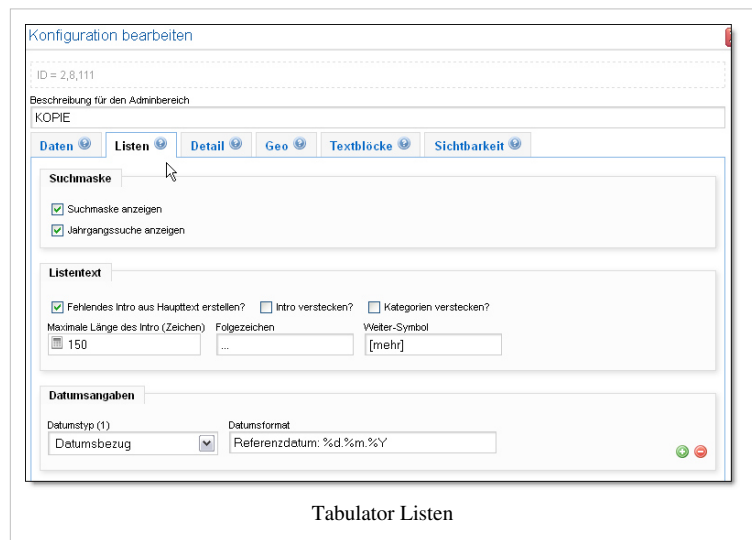 Konfiguration bearbeiten
ID = 2,8,111
Beschreibung für den Adminbereich
KOPIE
Daten Listen Detail Geo Textblöcke Sichtbarkeit
Suchmaske
Suchmaske anzeigen
Jahrgangssuche anzeigen
Listentext
Fehlendes Intro aus Haupttext erstellen? Intro verstecken? Kategorien verstecken?
Maximale Länge des Intro (Zeichen) Folgezeichen Weiter-Symbol
150 ... [mehr]
Datumsangaben
Datumstyp (1) Datumsformat
Datumsbezug Referenzdatum: %d.%m.%Y
Tabulator Listen